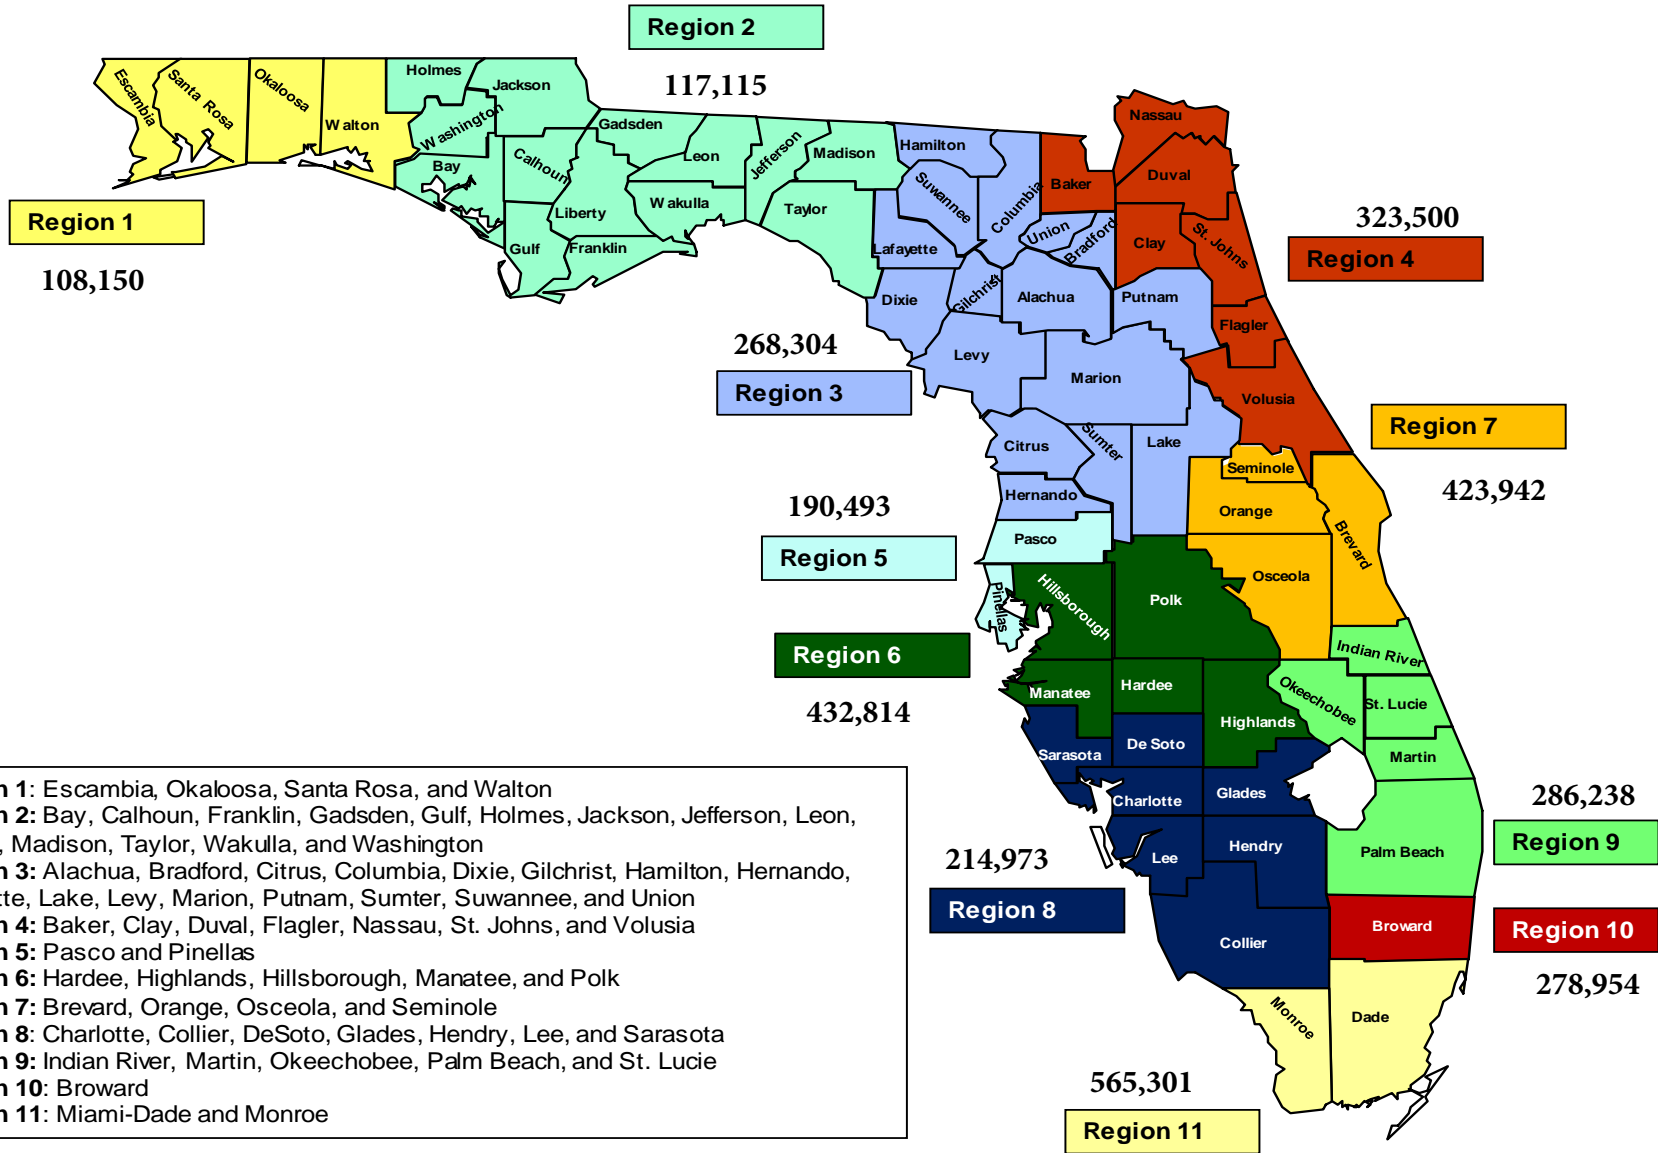 Region 2
117,115
Holmes
Jackson
Escambia
Santa Rosa
Okaloosa
Walton
Washington
Bay
Calhoun
Gadsden
Leon
Jefferson
Madison
Liberty
Wakulla
Taylor
Gulf
Franklin
Region 1
108,150
Hamilton
Suwannee
Columbia
Lafayette
Union
Bradford
Dixie
Gilchrist
Alachua
Putnam
Levy
Marion
Citrus
Sumter
Lake
Hernando
268,304
Region 3
Nassau
Duval
Baker
Clay
St. Johns
Flagler
Volusia
323,500
Region 4
Region 7
423,942
Seminole
Orange
Brevard
Osceola
190,493
Region 5
Pasco
Pinellas
Hillsborough
Polk
Region 6
432,814
Manatee
Hardee
Highlands
Indian River
Okeechobee
St. Lucie
Martin
Palm Beach
286,238
Region 9
Sarasota
De Soto
Charlotte
Glades
Lee
Hendry
Collier
214,973
Region 8
Broward
Region 10
278,954
Monroe
Dade
565,301
Region 11
n 1: Escambia, Okaloosa, Santa Rosa, and Walton
n 2: Bay, Calhoun, Franklin, Gadsden, Gulf, Holmes, Jackson, Jefferson, Leon,
, Madison, Taylor, Wakulla, and Washington
n 3: Alachua, Bradford, Citrus, Columbia, Dixie, Gilchrist, Hamilton, Hernando,
tte, Lake, Levy, Marion, Putnam, Sumter, Suwannee, and Union
n 4: Baker, Clay, Duval, Flagler, Nassau, St. Johns, and Volusia
n 5: Pasco and Pinellas
n 6: Hardee, Highlands, Hillsborough, Manatee, and Polk
n 7: Brevard, Orange, Osceola, and Seminole
n 8: Charlotte, Collier, DeSoto, Glades, Hendry, Lee, and Sarasota
n 9: Indian River, Martin, Okeechobee, Palm Beach, and St. Lucie
n 10: Broward
n 11: Miami-Dade and Monroe